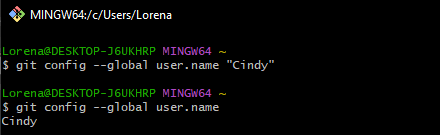 MINGW64:/c/Users/Lorena
Lorena@DESKTOP-J6UKHRP MINGW64 ~
$ git config --global user.name "Cindy"
Lorena@DESKTOP-J6UKHRP MINGW64 ~
$ git config --global user.name
Cindy